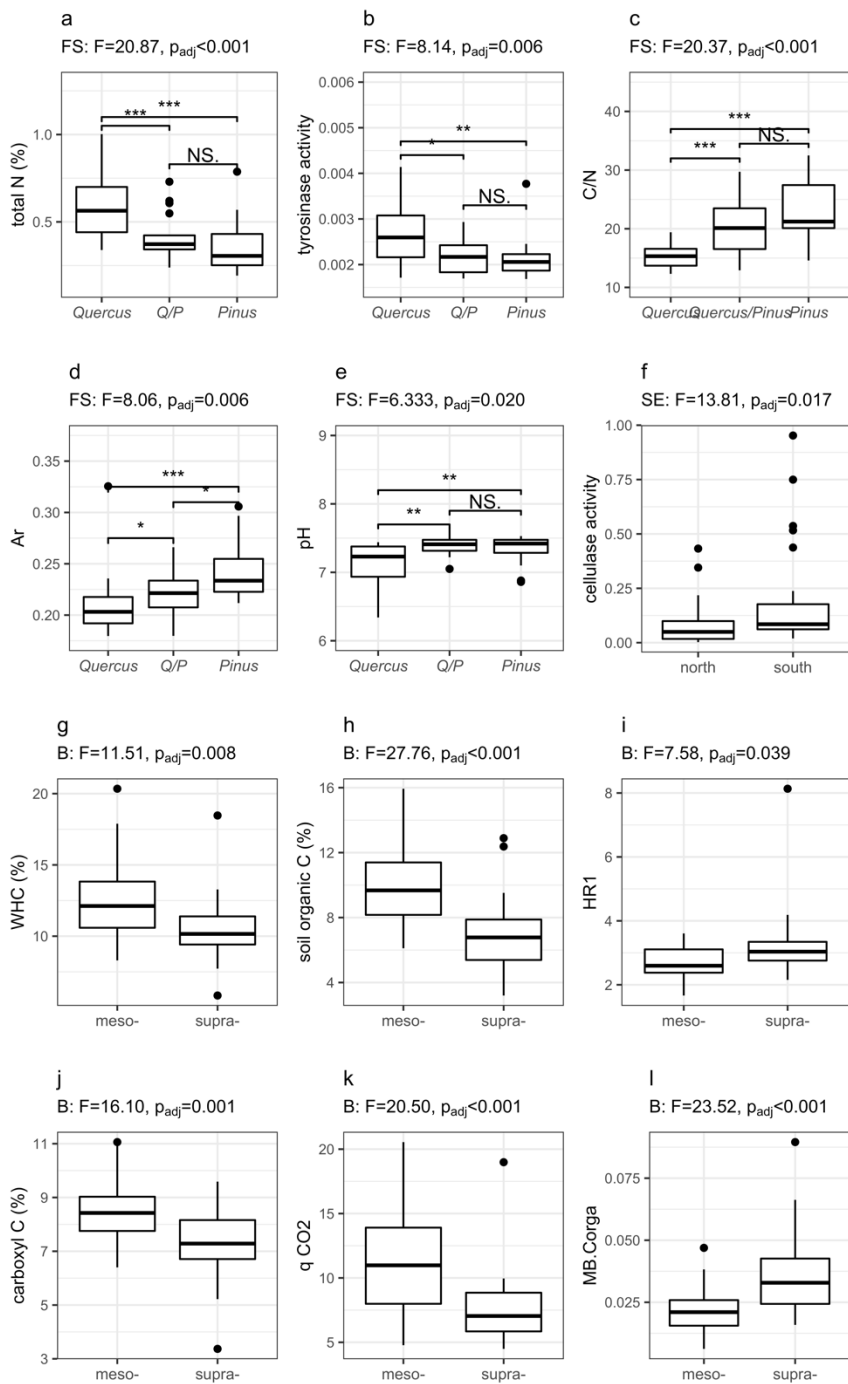 a
FS: F=20.87, padj<0.001
total N (%)
1.0
0.5
***
***
NS.
Quercus Q/P Pinus
b
FS: F=8.14, padj=0.006
tyrosinase activity
0.006
0.005
0.004
0.003
0.002
**
*
NS.
Quercus Q/P Pinus
c
FS: F=20.37, padj<0.001
C/N
40
30
20
10
***
***
NS.
Quercus Quercus/Pinus Pinus
d
FS: F=8.06, padj=0.006
Ar
0.35
0.30
0.25
0.20
***
*
*
Quercus Q/P Pinus
e
FS: F=6.333, padj=0.020
pH
9
8
7
6
**
NS.
**
Quercus Q/P Pinus
f
SE: F=13.81, padj=0.017
cellulase activity
1.00
0.75
0.50
0.25
0.00
north south
g
B: F=11.51, padj=0.008
WHC (%)
20
15
10
meso- supra-
h
B: F=27.76, padj<0.001
soil organic C (%)
16
12
8
4
meso- supra-
i
B: F=7.58, padj=0.039
HR1
8
6
4
2
meso- supra-
j
B: F=16.10, padj=0.001
carboxyl C (%)
11
9
7
5
3
meso- supra-
k
B: F=20.50, padj<0.001
q CO2
20
15
10
5
meso- supra-
l
B: F=23.52, padj<0.001
MB.Corga
0.075
0.050
0.025
meso- supra-